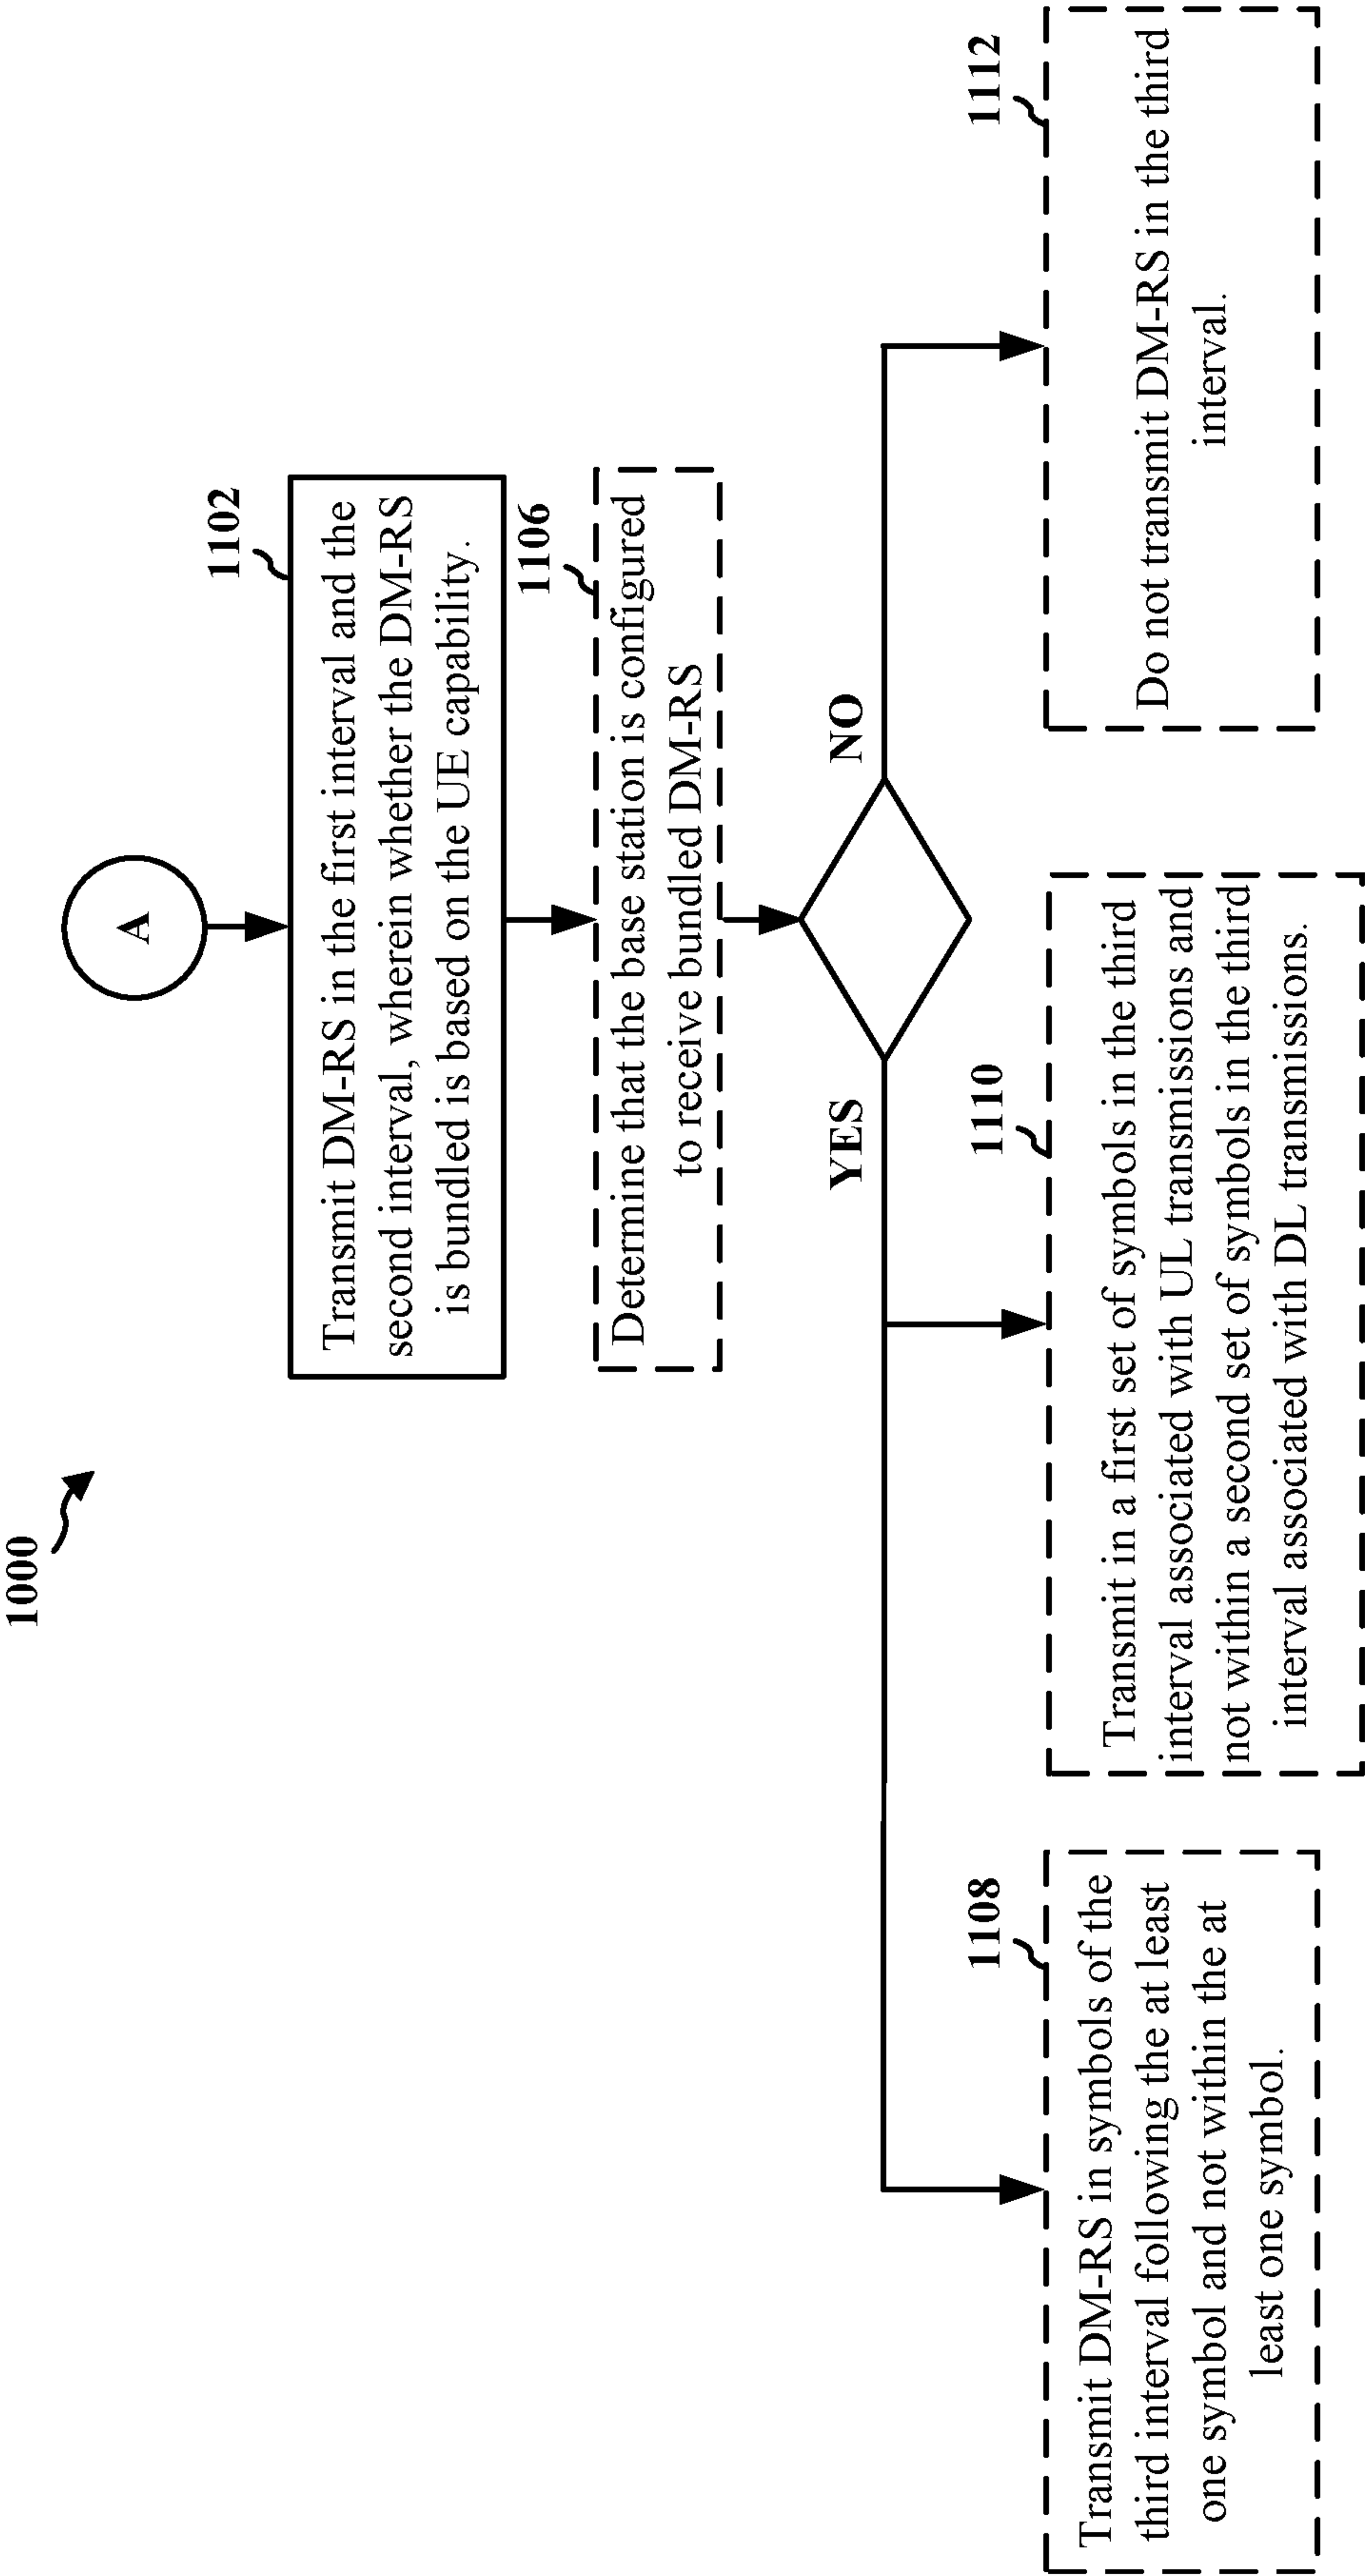 1000
A
1102
Transmit DM-RS in the first interval and the
second interval, wherein whether the DM-RS
is bundled is based on the UE capability.
1106
Determine that the base station is configured
to receive bundled DM-RS
YES
NO
1108
Transmit DM-RS in symbols of the
third interval following the at least
one symbol and not within the at
least one symbol.
1110
Transmit in a first set of symbols in the third
interval associated with UL transmissions and
not within a second set of symbols in the third
interval associated with DL transmissions.
1112
Do not transmit DM-RS in the third
interval.